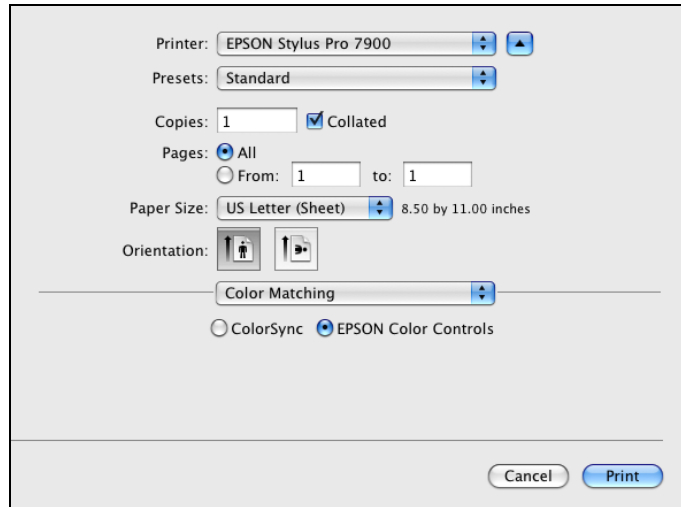 Printer: EPSON Stylus Pro 7900
Presets: Standard
Copies: 1 Collated
Pages: All
From: 1 to: 1
Paper Size: US Letter (Sheet) 8.50 by 11.00 inches
Orientation:
Color Matching
ColorSync EPSON Color Controls
Cancel Print